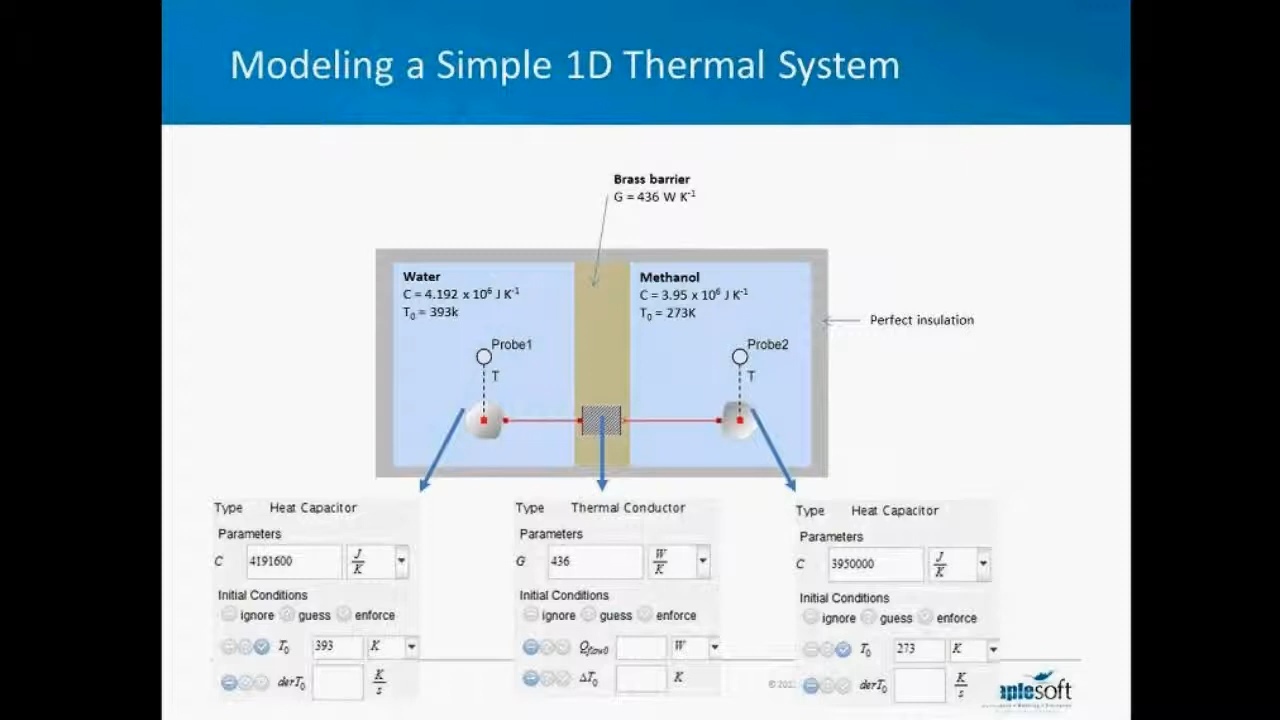 Modeling a Simple 1D Thermal System
Brass barrier
G = 436 W K⁻¹
Water
C = 4.192 x 10⁶ J K⁻¹
T₀ = 393k
Methanol
C = 3.95 x 10⁶ J K⁻¹
T₀ = 273K
Perfect insulation
Probe1
T
Probe2
T
Type Heat Capacitor
Parameters
C 4191600 J/K
Initial Conditions
ignore guess enforce
T₀ 393 K
derT₀ K/s
Type Thermal Conductor
Parameters
G 436 W/K
Initial Conditions
ignore guess enforce
Qflow0 W
ΔT₀ K
Type Heat Capacitor
Parameters
C 3950000 J/K
Initial Conditions
ignore guess enforce
T₀ 273 K
derT₀ K/s
aplesoft